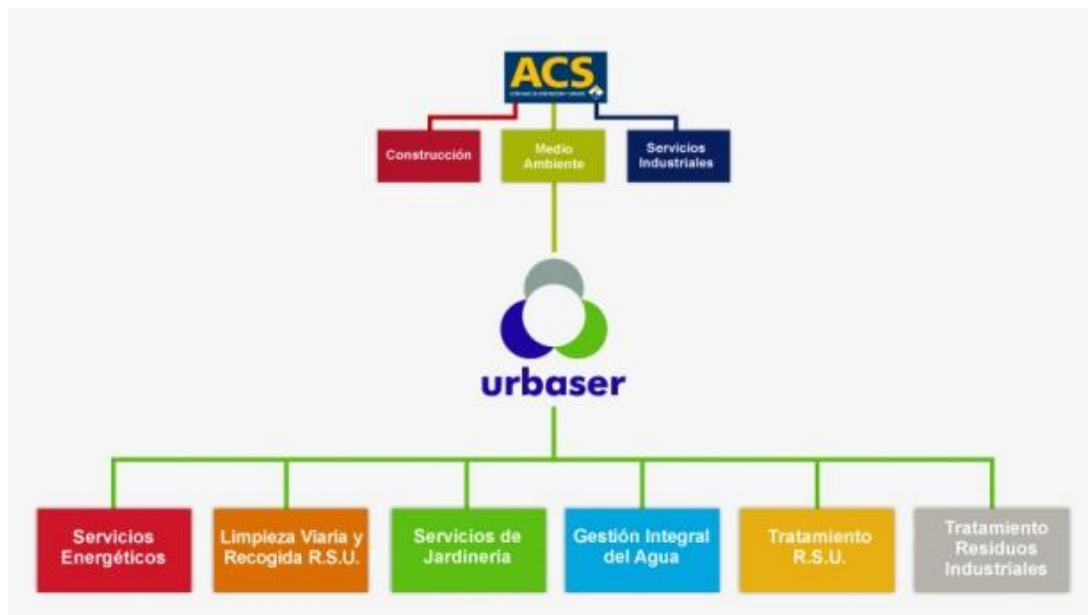 ACS
Construcción
Medio
Ambiente
Servicios
Industriales
urbaser
Servicios
Energéticos
Limpieza Viaria y
Recogida R.S.U.
Servicios de
Jardinería
Gestión Integral
del Agua
Tratamiento
R.S.U.
Tratamiento
Residuos
Industriales